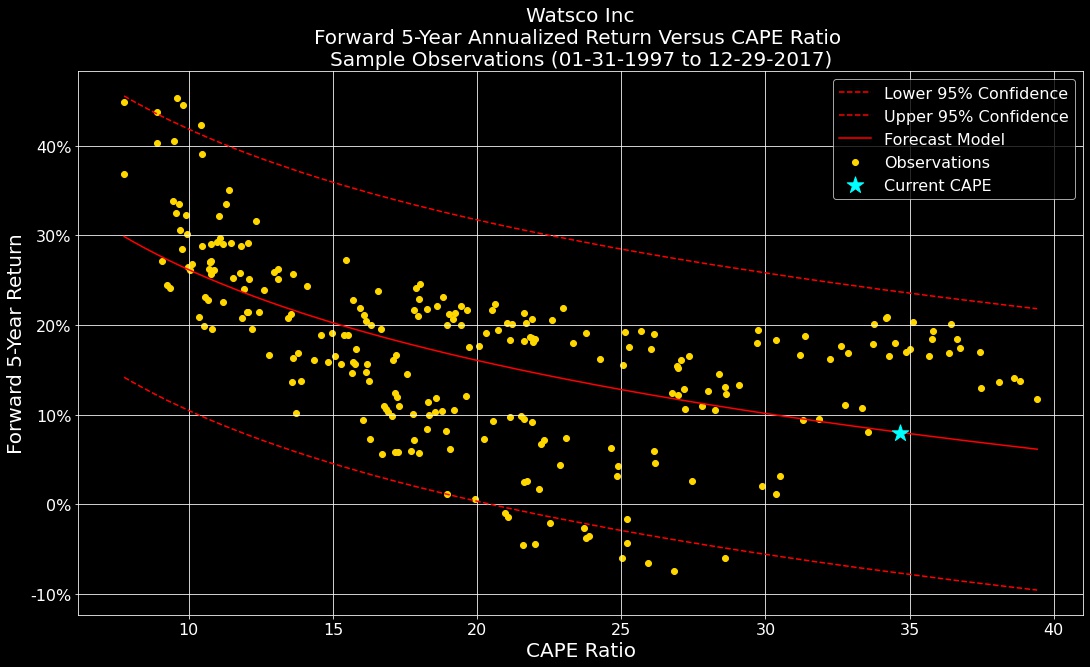 Watsco Inc
Forward 5-Year Annualized Return Versus CAPE Ratio
Sample Observations (01-31-1997 to 12-29-2017)
Lower 95% Confidence
Upper 95% Confidence
Forecast Model
Observations
Current CAPE
Forward 5-Year Return
40%
30%
20%
10%
0%
-10%
10
15
20
25
30
35
40
CAPE Ratio